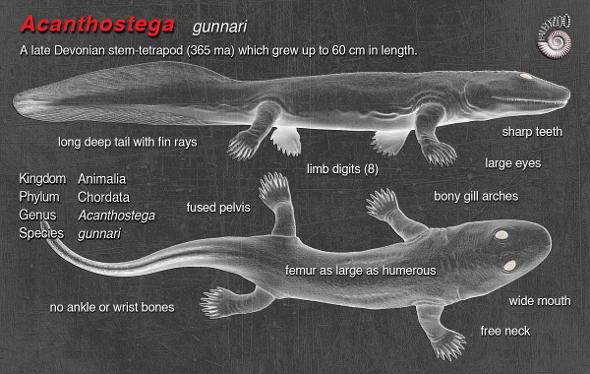 Acanthostega gunnari
A late Devonian stem-tetrapod (365 ma) which grew up to 60 cm in length.
PALEOZOO
long deep tail with fin rays
sharp teeth
large eyes
limb digits (8)
Kingdom Animalia
Phylum Chordata
Genus Acanthostega
Species gunnari
fused pelvis
bony gill arches
femur as large as humerous
no ankle or wrist bones
wide mouth
free neck